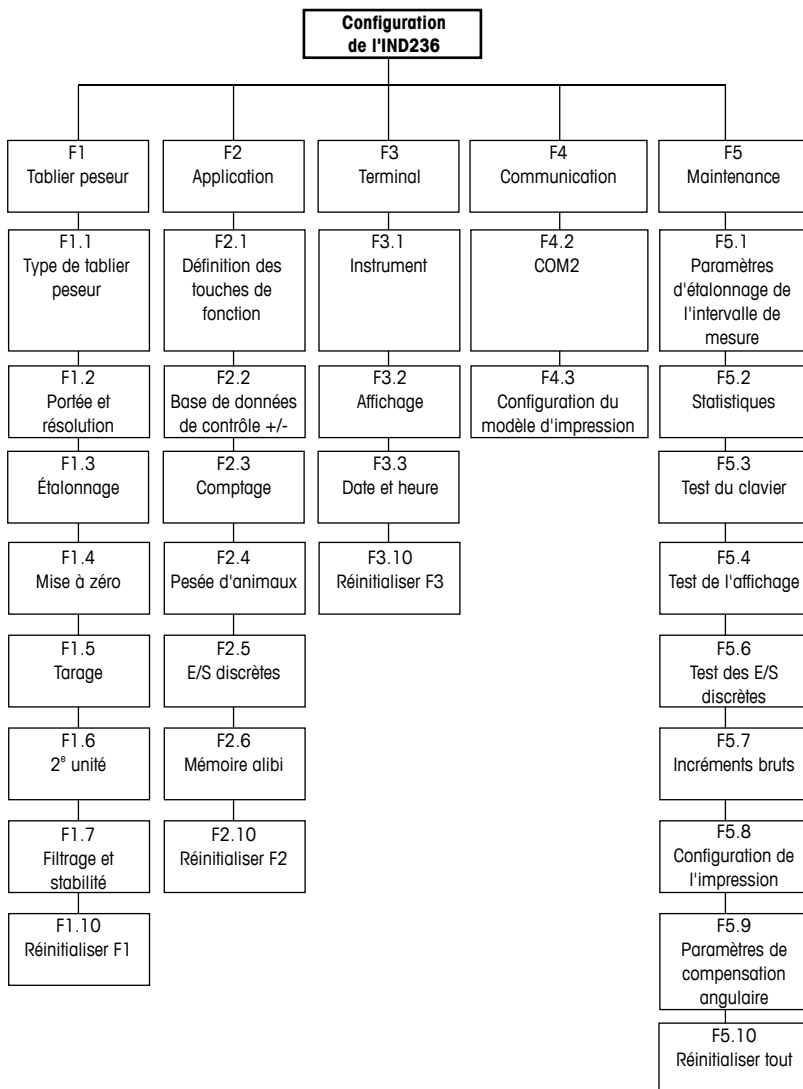 Configuration
de l'IND236
F1
Tablier peseur
F2
Application
F3
Terminal
F4
Communication
F5
Maintenance
F1.1
Type de tablier
peseur
F2.1
Définition des
touches de
fonction
F3.1
Instrument
F4.2
COM2
F5.1
Paramètres
d'étalonnage de
l'intervalle de
mesure
F1.2
Portée et
résolution
F2.2
Base de données
de contrôle +/-
F3.2
Affichage
F4.3
Configuration du
modèle d'impression
F5.2
Statistiques
F1.3
Étalonnage
F2.3
Comptage
F3.3
Date et heure
F5.3
Test du clavier
F1.4
Mise à zéro
F2.4
Pesée d'animaux
F3.10
Réinitialiser F3
F5.4
Test de l'affichage
F1.5
Tarage
F2.5
E/S discrètes
F5.6
Test des E/S
discrètes
F1.6
2e unité
F2.6
Mémoire alibi
F5.7
Incréments bruts
F1.7
Filtrage et
stabilité
F2.10
Réinitialiser F2
F5.8
Configuration de
l'impression
F1.10
Réinitialiser F1
F5.9
Paramètres de
compensation
angulaire
F5.10
Réinitialiser tout